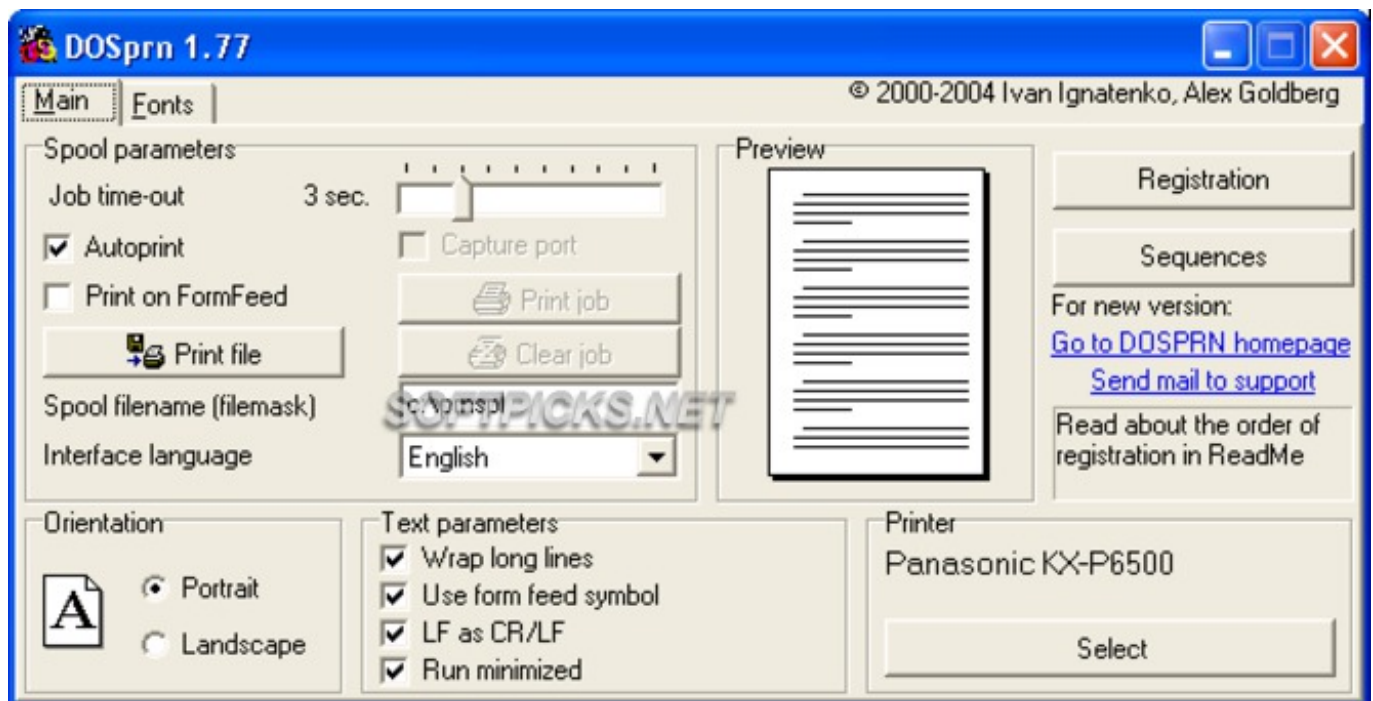 DOSprn 1.77
Main Fonts
© 2000-2004 Ivan Ignatenko, Alex Goldberg
Spool parameters
Job time-out 3 sec.
Autoprint
Capture port
Print on FormFeed
Print job
Print file
Clear job
Spool filename (filemask)
SOFTPICKS.NET
Interface language
English
Preview
Registration
Sequences
For new version:
Go to DOSPRN homepage
Send mail to support
Read about the order of
registration in ReadMe
Orientation
A
Portrait
Landscape
Text parameters
Wrap long lines
Use form feed symbol
LF as CR/LF
Run minimized
Printer
Panasonic KX-P6500
Select